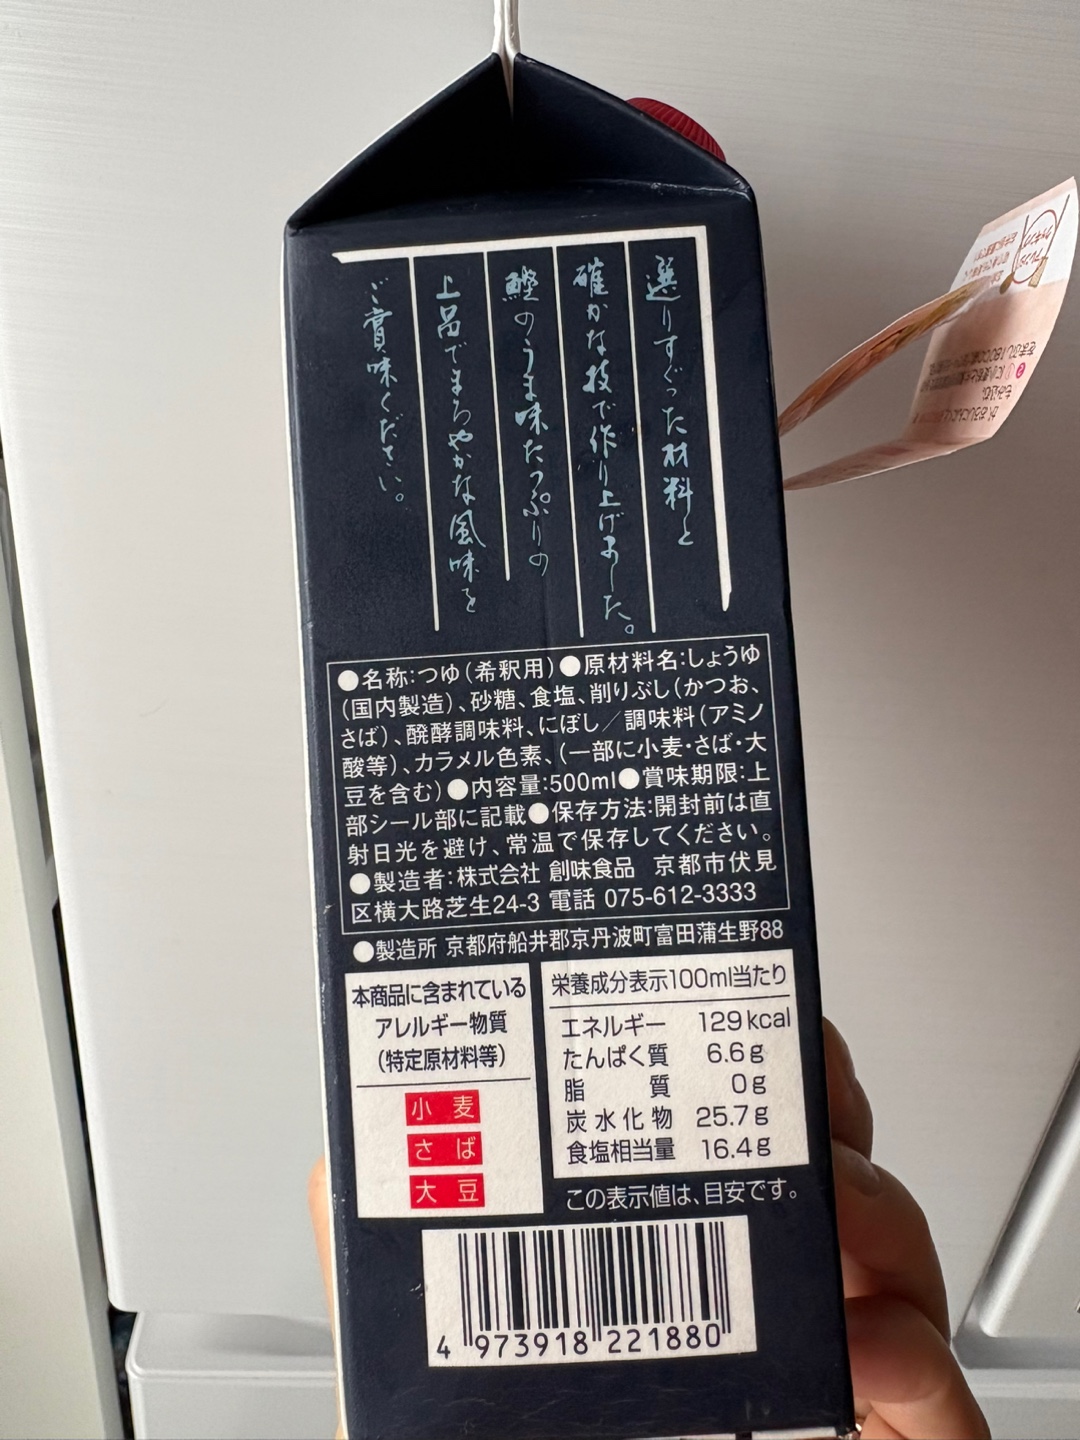 選りすぐった材料と
確かな技で作り上げました。
鰹のうま味たっぷりの
上品でまろやかな風味を
ご賞味ください。
●名称:つゆ(希釈用)●原材料名:しょうゆ
(国内製造)、砂糖、食塩、削りぶし(かつお、
さば)、醗酵調味料、にぼし／調味料(アミノ
酸等)、カラメル色素、(一部に小麦・さば・大
豆を含む)●内容量:500ml●賞味期限:上
部シール部に記載●保存方法:開封前は直
射日光を避け、常温で保存してください。
●製造者:株式会社 創味食品 京都市伏見
区横大路芝生24-3 電話 075-612-3333
●製造所 京都府船井郡京丹波町富田蒲生野88
本商品に含まれている
アレルギー物質
(特定原材料等)
小麦
さば
大豆
栄養成分表示100ml当たり
エネルギー 129kcal
たんぱく質 6.6g
脂質 0g
炭水化物 25.7g
食塩相当量 16.4g
この表示値は、目安です。
4 973918 221880